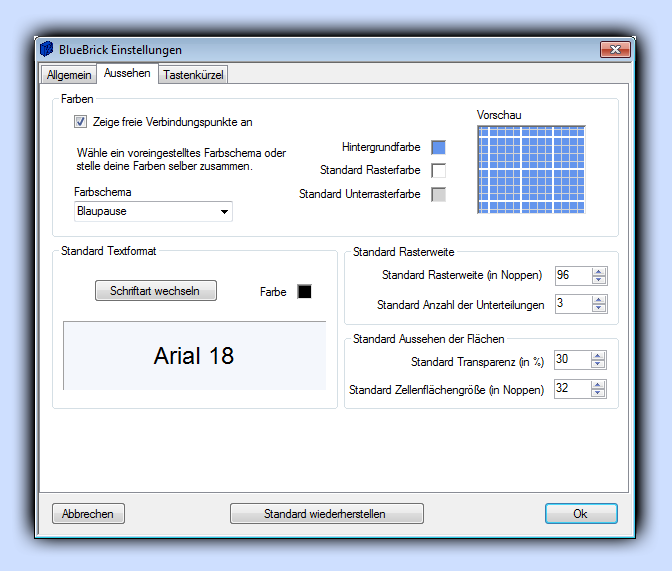 BlueBrick Einstellungen
Allgemein
Aussehen
Tastenkürzel
Farben
Zeige freie Verbindungspunkte an
Wähle ein voreingestelltes Farbschema oder
stelle deine Farben selber zusammen.
Farbschema
Blaupause
Hintergrundfarbe
Standard Rasterfarbe
Standard Unterrasterfarbe
Vorschau
Standard Textformat
Schriftart wechseln
Farbe
Arial 18
Standard Rasterweite
Standard Rasterweite (in Noppen) 96
Standard Anzahl der Unterteilungen 3
Standard Aussehen der Flächen
Standard Transparenz (in %) 30
Standard Zellenflächengröße (in Noppen) 32
Abbrechen
Standard wiederherstellen
Ok